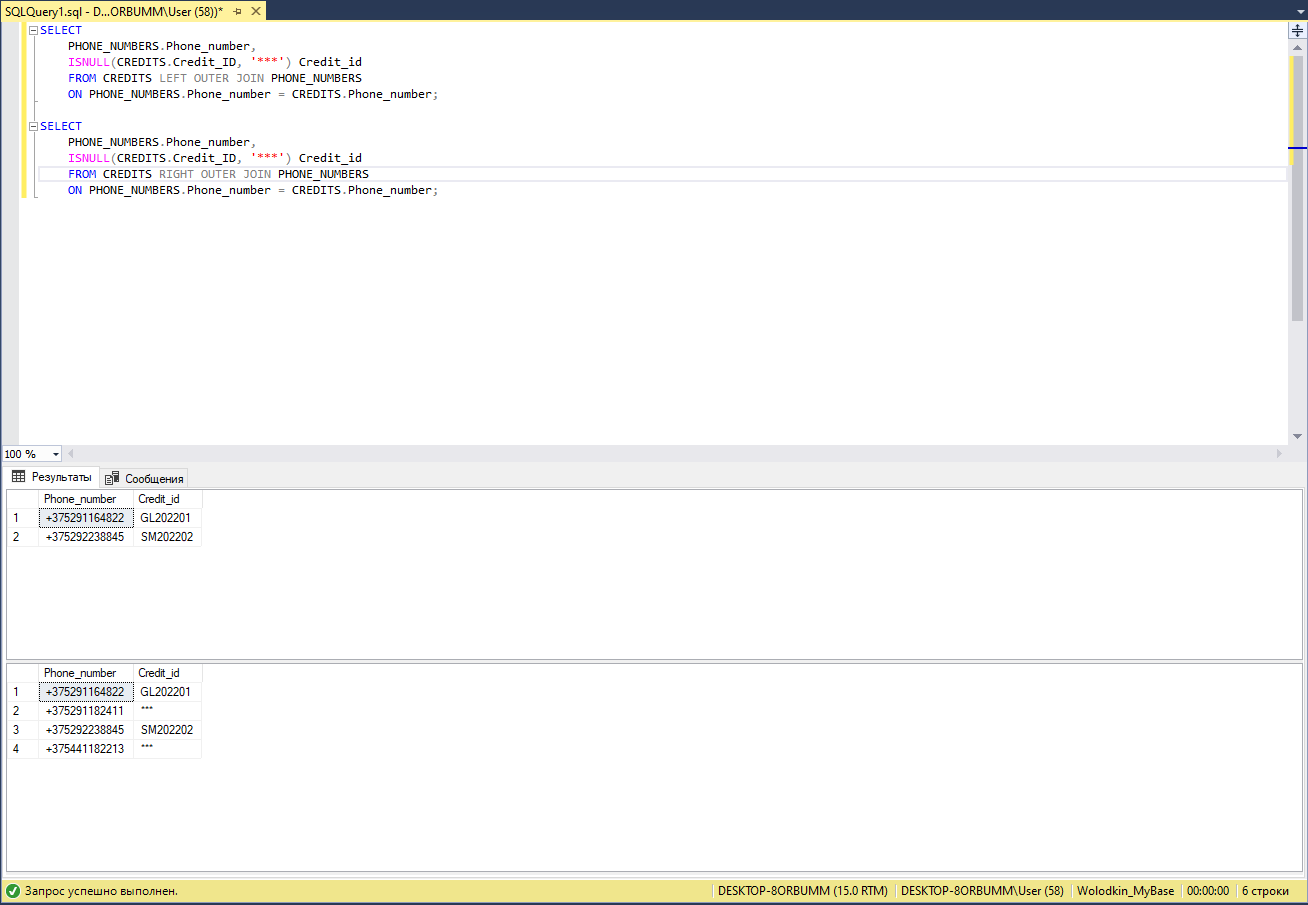 SQLQuery1.sql - D...ORBUMM\User (58))*
SELECT
PHONE_NUMBERS.Phone_number,
ISNULL(CREDITS.Credit_ID, '***') Credit_id
FROM CREDITS LEFT OUTER JOIN PHONE_NUMBERS
ON PHONE_NUMBERS.Phone_number = CREDITS.Phone_number;
SELECT
PHONE_NUMBERS.Phone_number,
ISNULL(CREDITS.Credit_ID, '***') Credit_id
FROM CREDITS RIGHT OUTER JOIN PHONE_NUMBERS
ON PHONE_NUMBERS.Phone_number = CREDITS.Phone_number;
100 %
Результаты Сообщения
Phone_number Credit_id
1 +375291164822 GL202201
2 +375292238845 SM202202
Phone_number Credit_id
1 +375291164822 GL202201
2 +375291182411 ***
3 +375292238845 SM202202
4 +375441182213 ***
Запрос успешно выполнен. DESKTOP-8ORBUMM (15.0 RTM) DESKTOP-8ORBUMM\User (58) Wolodkin_MyBase 00:00:00 6 строки